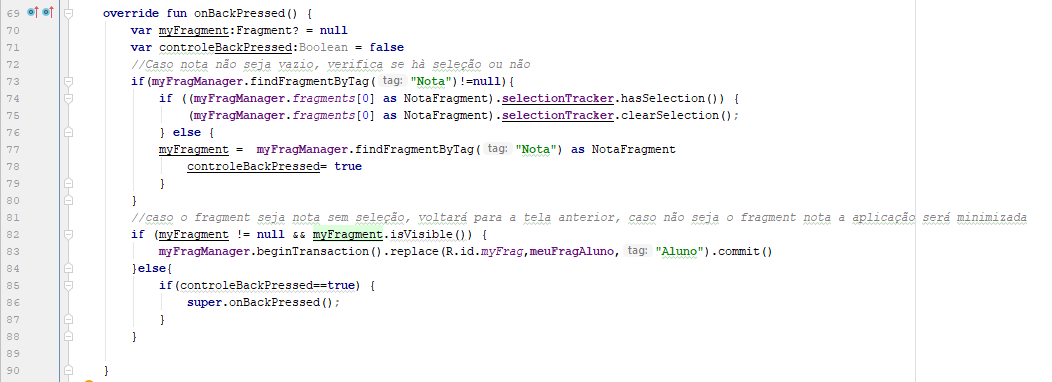 69 override fun onBackPressed() {
70 var myFragment:Fragment? = null
71 var controleBackPressed:Boolean = false
72 //Caso nota não seja vazio, verifica se hà seleção ou não
73 if(myFragManager.findFragmentByTag( tag: "Nota")!=null){
74 if ((myFragManager.fragments[0] as NotaFragment).selectionTracker.hasSelection()) {
75 (myFragManager.fragments[0] as NotaFragment).selectionTracker.clearSelection();
76 } else {
77 myFragment = myFragManager.findFragmentByTag( tag: "Nota") as NotaFragment
78 controleBackPressed= true
79 }
80 }
81 //caso o fragment seja nota sem seleção, voltará para a tela anterior, caso não seja o fragment nota a aplicação será minimizada
82 if (myFragment != null && myFragment.isVisible()) {
83 myFragManager.beginTransaction().replace(R.id.myFrag,meuFragAluno, tag: "Aluno").commit()
84 }else{
85 if(controleBackPressed==true) {
86 super.onBackPressed();
87 }
88 }
89
90 }